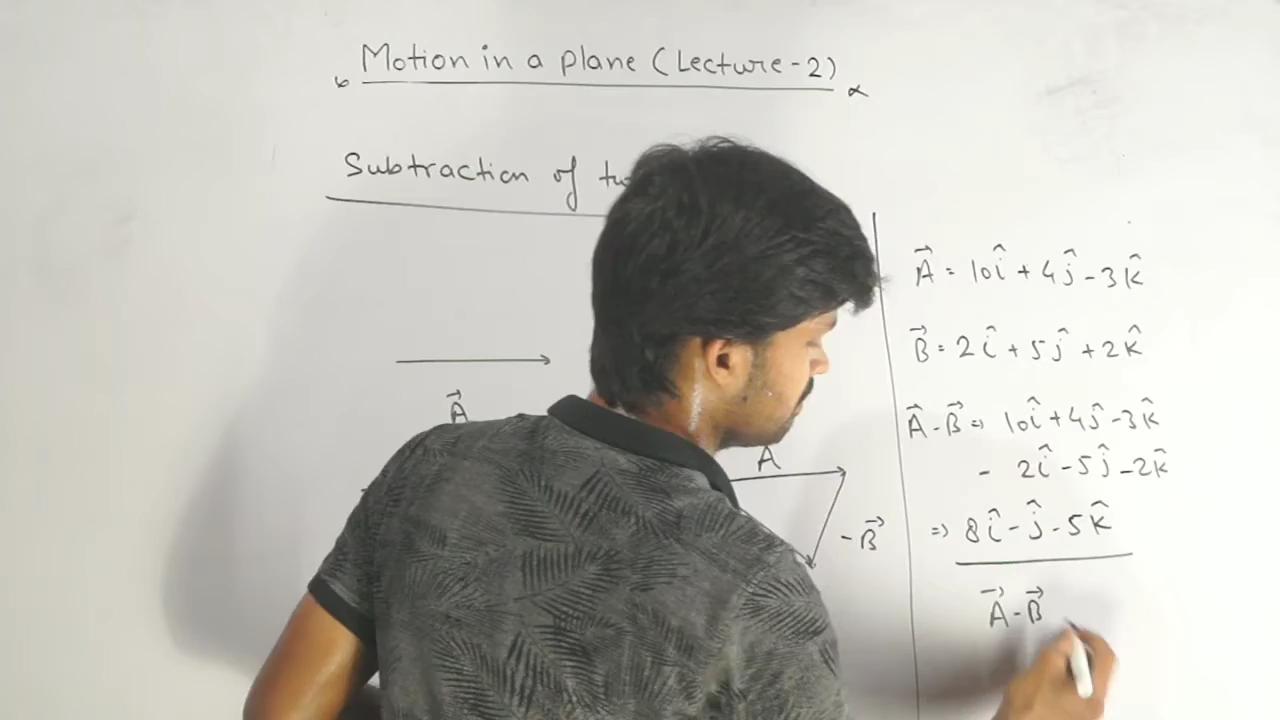 Motion in a plane (Lecture-2)
Subtraction of
A⃗
A
-B⃗
A⃗ = 10î + 4ĵ - 3k̂
B⃗ = 2î + 5ĵ + 2k̂
A⃗ - B⃗ ⇒ 10î + 4ĵ - 3k̂
- 2î - 5ĵ - 2k̂
⇒ 8î - ĵ - 5k̂
A⃗ - B⃗